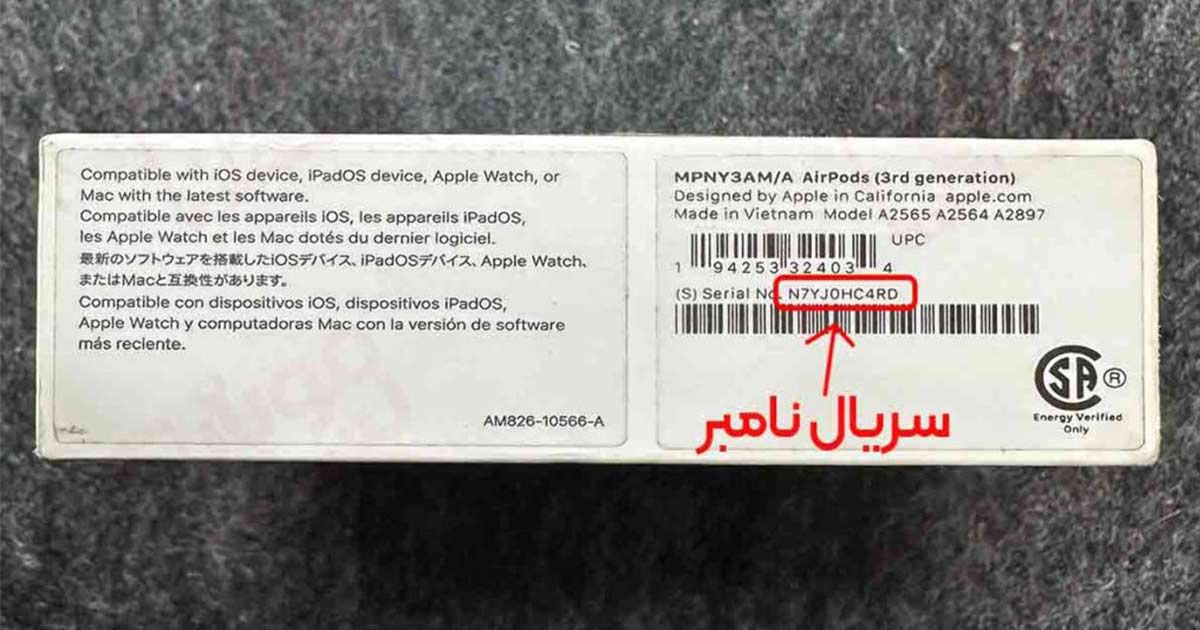 Compatible with iOS device, iPadOS device, Apple Watch, or
Mac with the latest software.
Compatible avec les appareils iOS, les appareils iPadOS,
les Apple Watch et les Mac dotés du dernier logiciel.
最新のソフトウェアを搭載したiOSデバイス、iPadOSデバイス、Apple Watch、
またはMacと互換性があります。
Compatible con dispositivos iOS, dispositivos iPadOS,
Apple Watch y computadoras Mac con la versión de software
más reciente.
AM826-10566-A
MPNY3AM/A AirPods (3rd generation)
Designed by Apple in California apple.com
Made in Vietnam Model A2565 A2564 A2897
UPC
1 94253 32403 4
(S) Serial No. N7YJ0HC4RD
سریال نامبر
SA ®
Energy Verified
Only